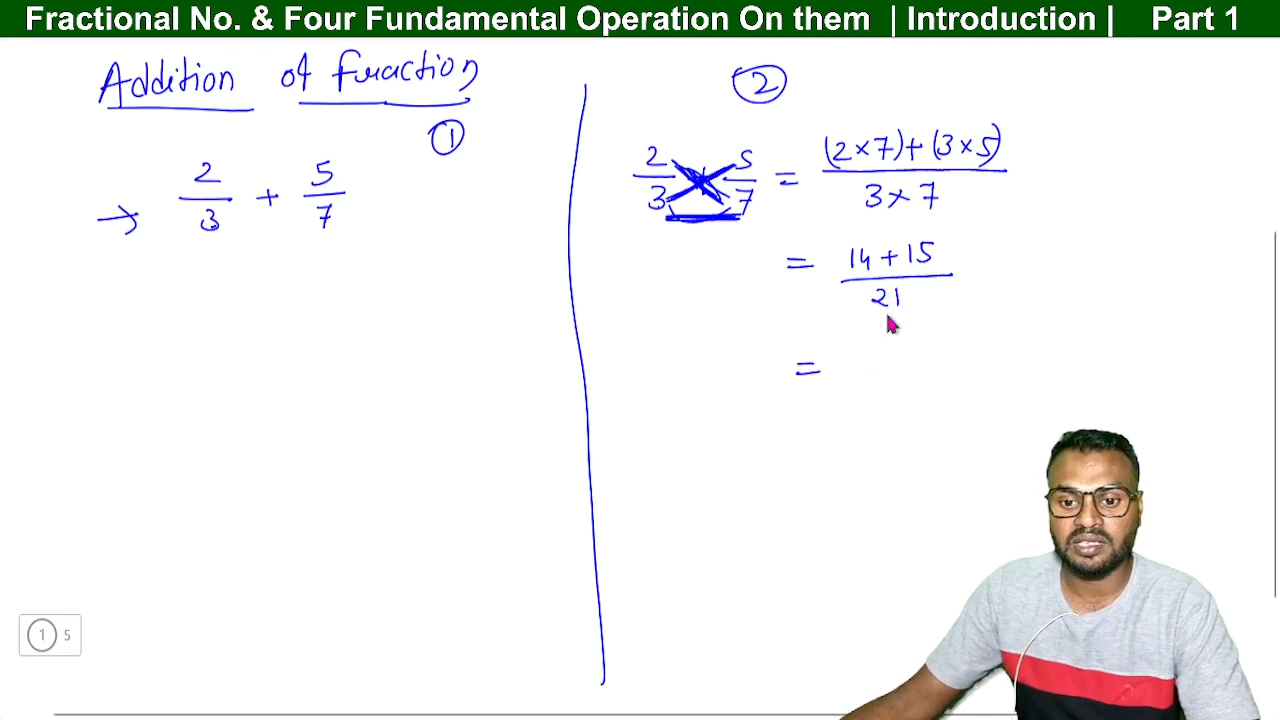 Fractional No. & Four Fundamental Operation On them | Introduction | Part 1
Addition of fraction
①
→ 2/3 + 5/7
②
2/3 + 5/7 = (2×7)+(3×5)/3×7
= 14+15/21
=
1 5